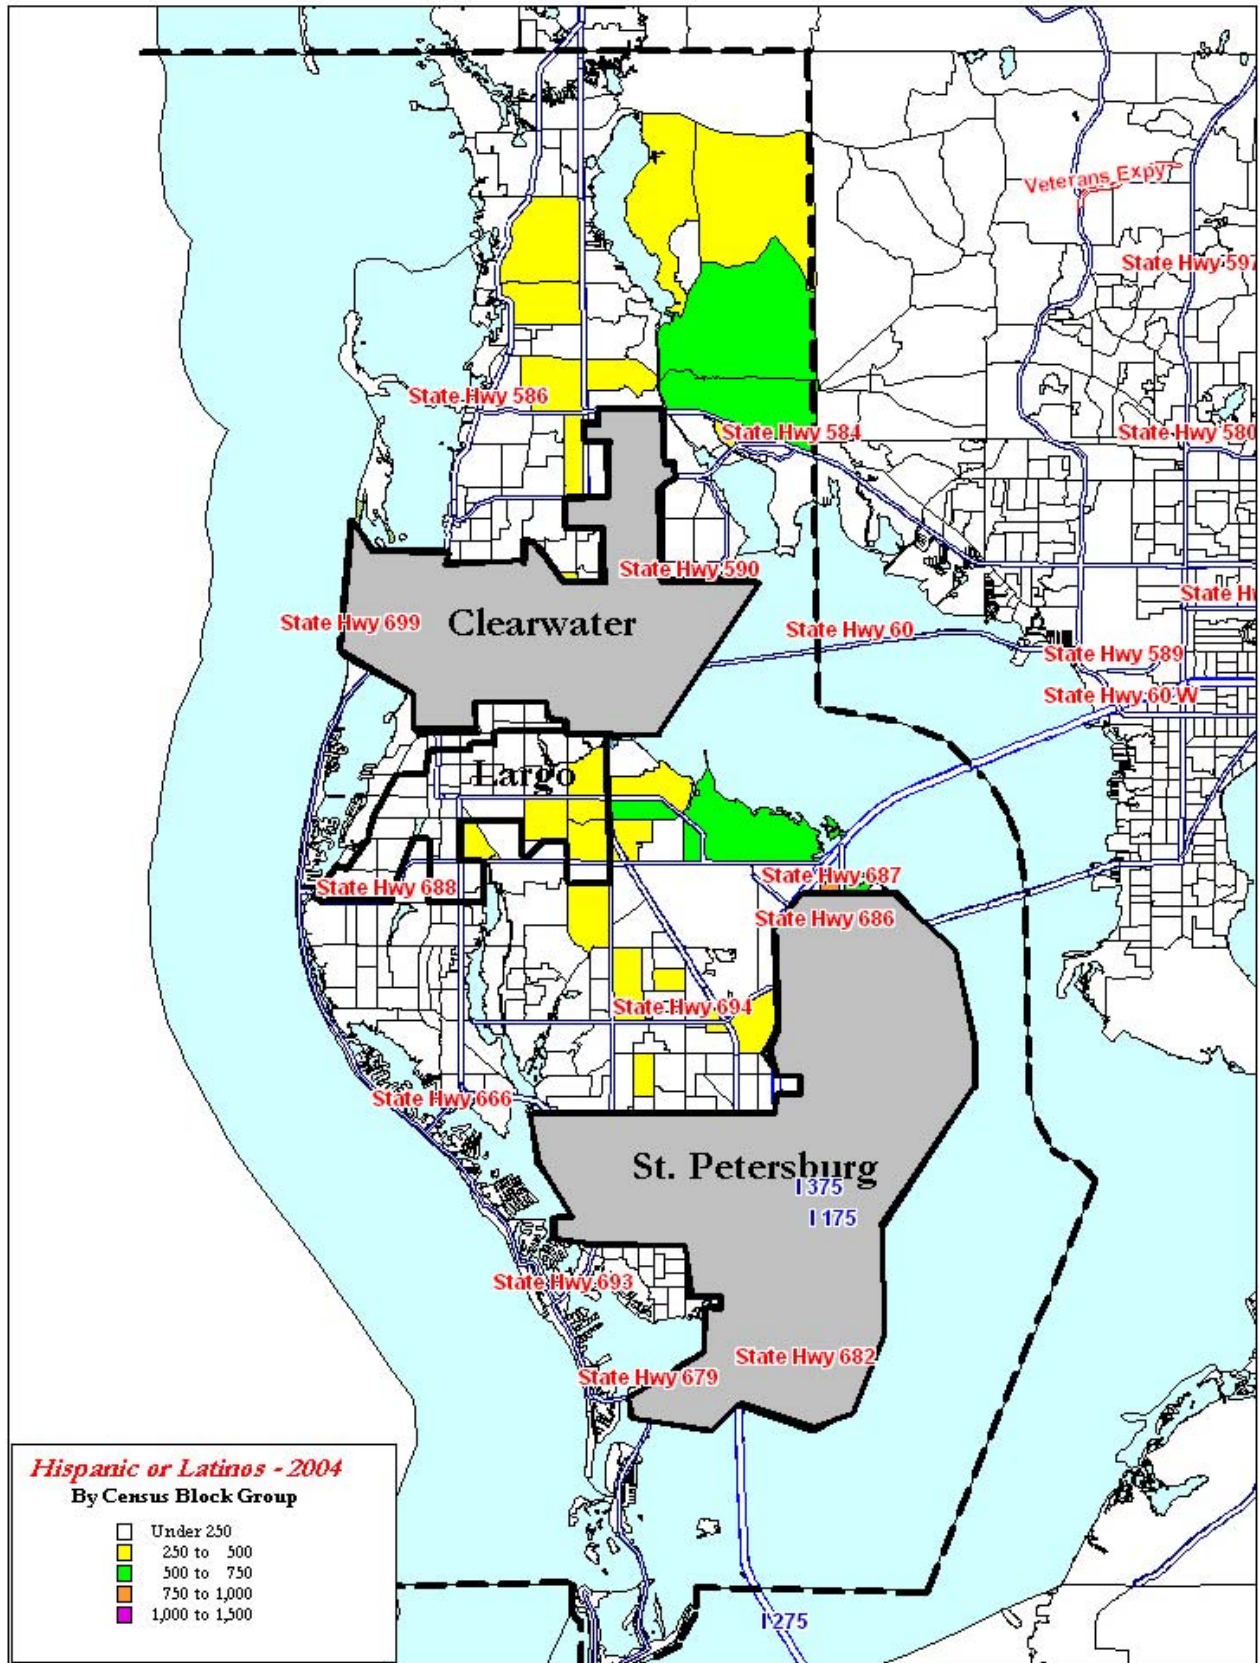 Veterans Expy
State Hwy 597
State Hwy 586
State Hwy 584
State Hwy 580
State Hwy 590
State H
State Hwy 699
Clearwater
State Hwy 60
State Hwy 589
State Hwy 60 W
Largo
State Hwy 688
State Hwy 687
State Hwy 686
State Hwy 694
State Hwy 666
St. Petersburg
I 375
I 175
State Hwy 693
State Hwy 682
State Hwy 679
Hispanic or Latinos - 2004
By Census Block Group
Under 250
250 to 500
500 to 750
750 to 1,000
1,000 to 1,500
I 275